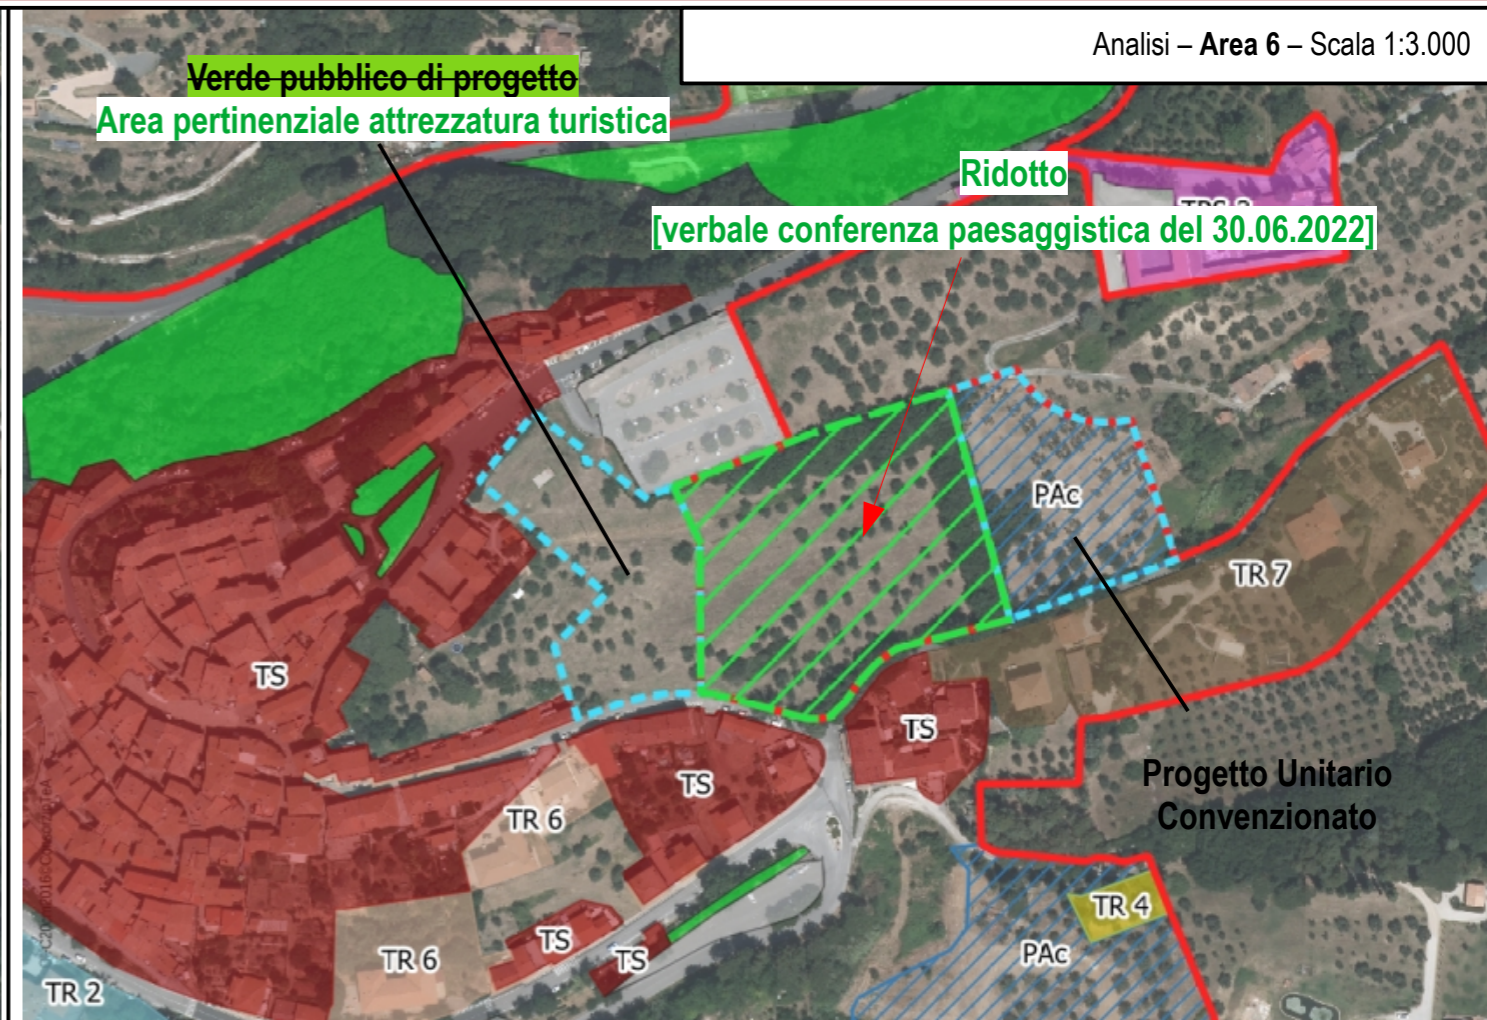 Analisi – Area 6 – Scala 1:3.000
Verde pubblico di progetto
Area pertinenziale attrezzatura turistica
Ridotto
[verbale conferenza paesaggistica del 30.06.2022]
PAc
TR 7
TS
TS
TS
Progetto Unitario
Convenzionato
TR 6
TR 4
TS
TS
TR 6
PAc
TR 2